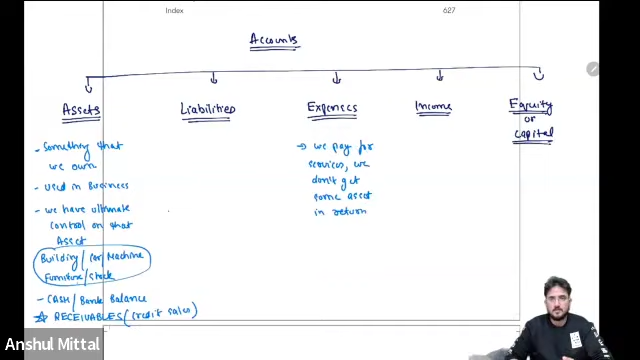 Index 627
Accounts
Assets Liabilities Expenses Income Equity
or
Capital
- Something that
we own
- used in Business
- we have ultimate
control on that
Asset
Building/car/Machine
Furniture/Stock
- CASH/Bank Balance
RECEIVABLES (credit sales)
→ we pay for
services, we
don't get
some asset
in return
Anshul Mittal